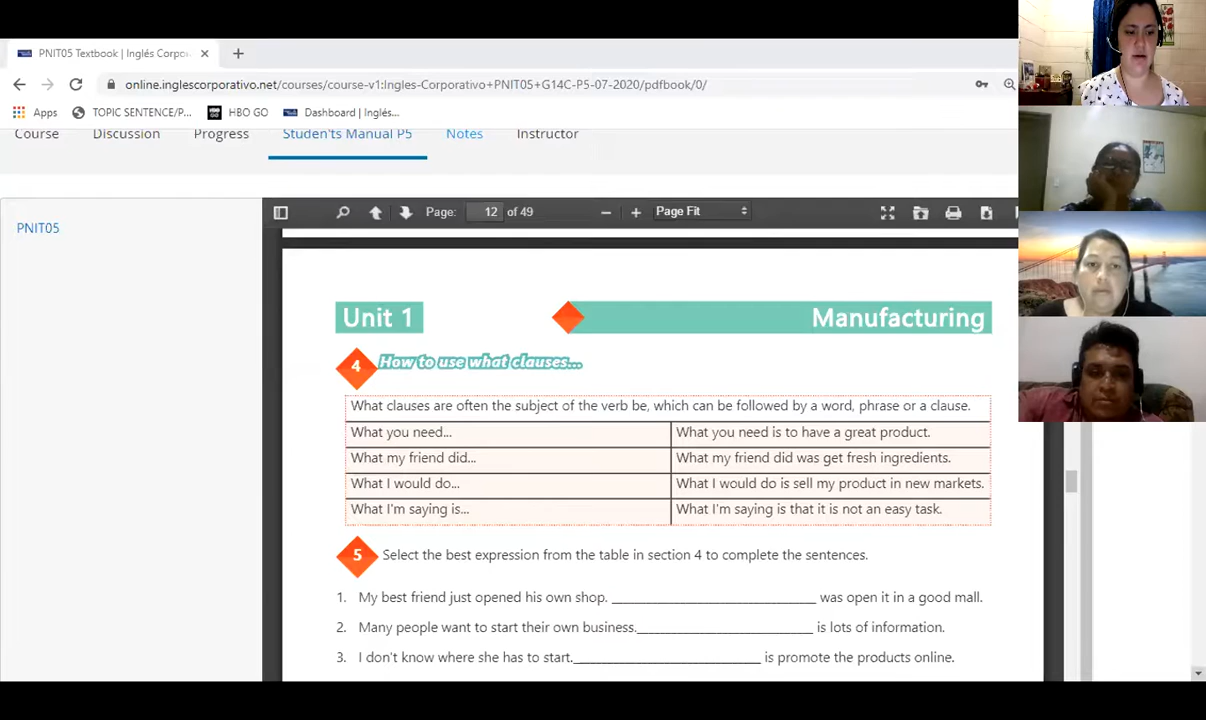 PNIT05 Textbook | Inglés Corpor
online.inglescorporativo.net/courses/course-v1:Ingles-Corporativo+PNIT05+G14C-P5-07-2020/pdfbook/0/
Apps TOPIC SENTENCE/P... HBO GO Dashboard | Inglés...
Course Discussion Progress Studen'ts Manual P5 Notes Instructor
Page: 12 of 49 Page Fit
PNIT05
Unit 1 Manufacturing
4 How to use what clauses...
What clauses are often the subject of the verb be, which can be followed by a word, phrase or a clause.
What you need... What you need is to have a great product.
What my friend did... What my friend did was get fresh ingredients.
What I would do... What I would do is sell my product in new markets.
What I'm saying is... What I'm saying is that it is not an easy task.
5 Select the best expression from the table in section 4 to complete the sentences.
1. My best friend just opened his own shop. ______________________________ was open it in a good mall.
2. Many people want to start their own business.__________________________ is lots of information.
3. I don't know where she has to start.____________________________ is promote the products online.